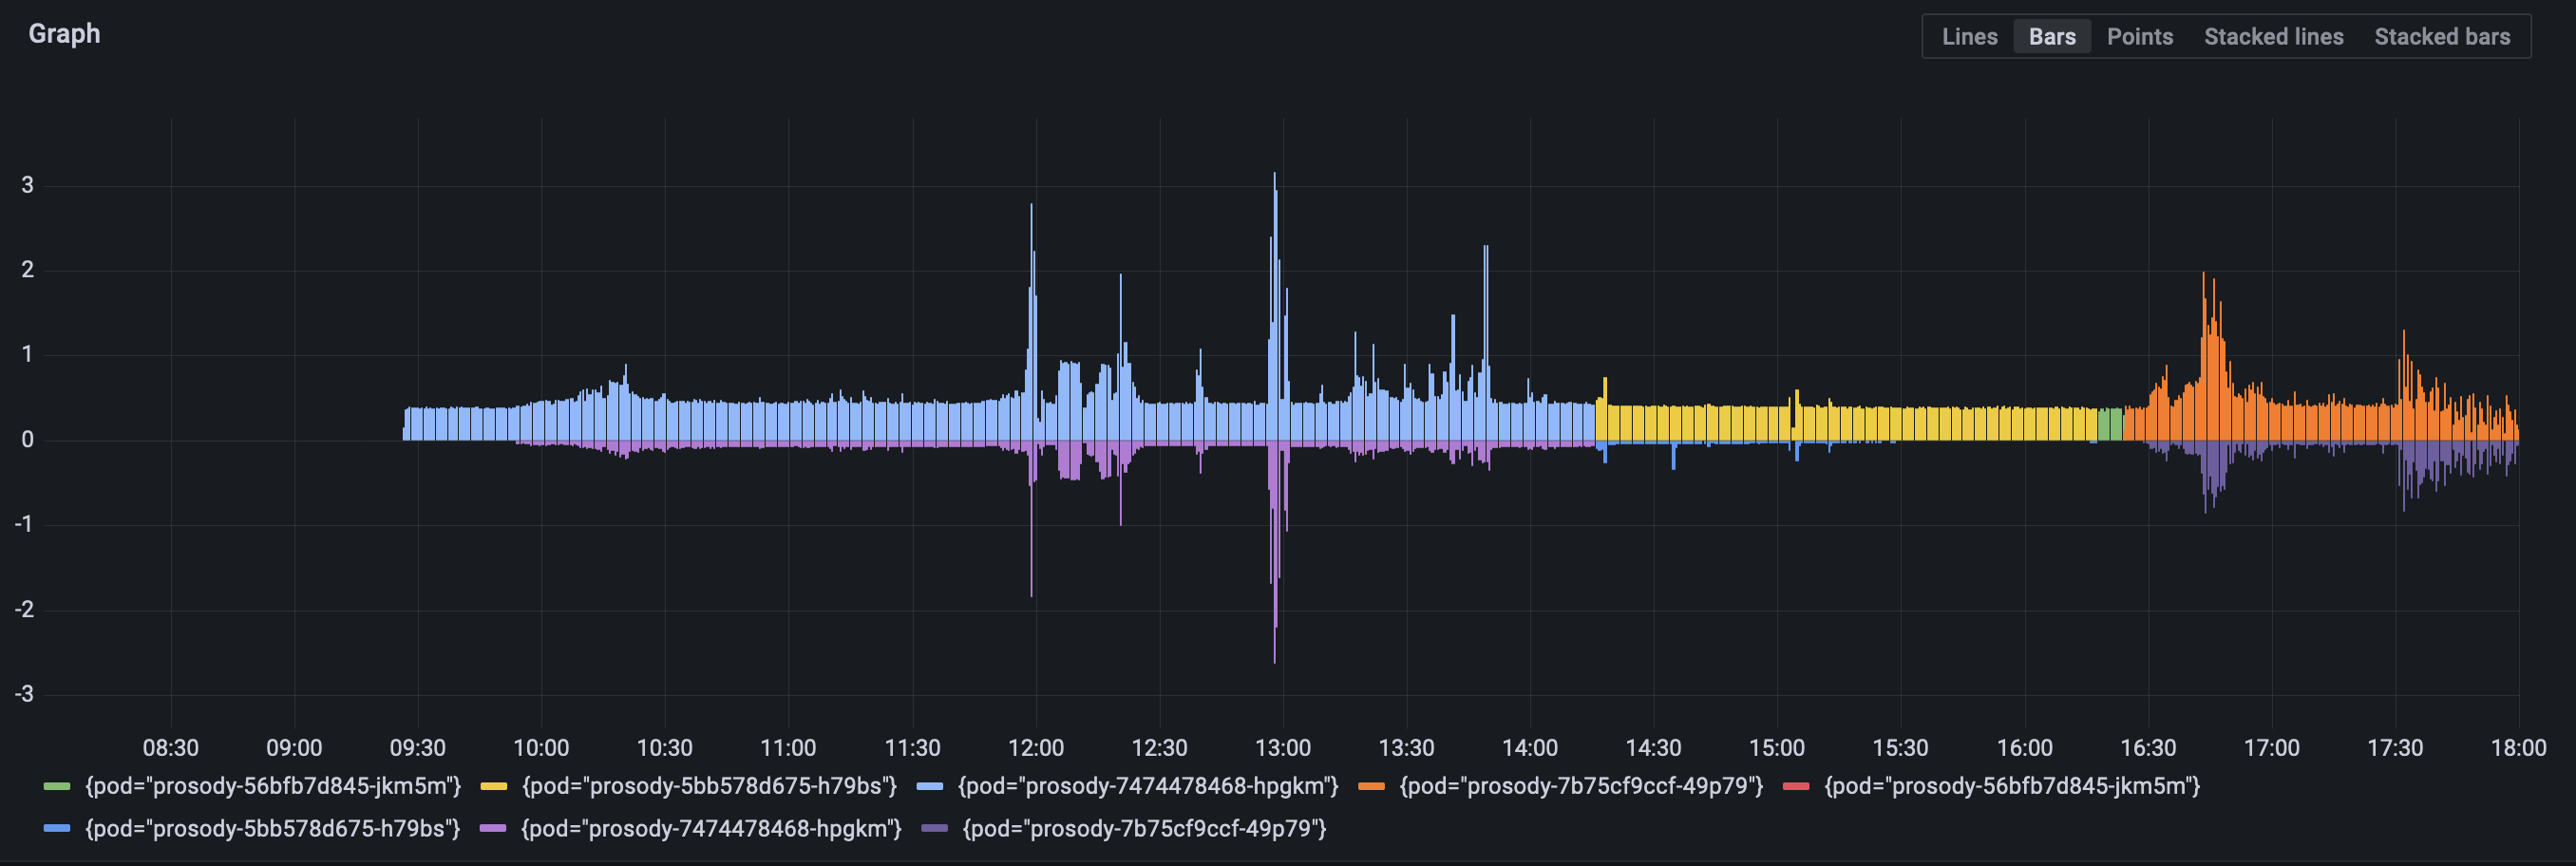 Graph
Lines Bars Points Stacked lines Stacked bars
3
2
1
0
-1
-2
-3
08:30 09:00 09:30 10:00 10:30 11:00 11:30 12:00 12:30 13:00 13:30 14:00 14:30 15:00 15:30 16:00 16:30 17:00 17:30 18:00
{pod="prosody-56bfb7d845-jkm5m"} {pod="prosody-5bb578d675-h79bs"} {pod="prosody-7474478468-hpgkm"} {pod="prosody-7b75cf9ccf-49p79"} {pod="prosody-56bfb7d845-jkm5m"}
{pod="prosody-5bb578d675-h79bs"} {pod="prosody-7474478468-hpgkm"} {pod="prosody-7b75cf9ccf-49p79"}